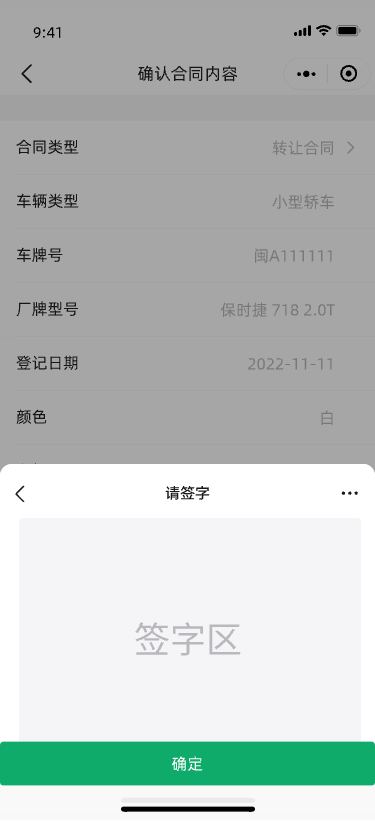 9:41
确认合同内容
合同类型 转让合同
车辆类型 小型轿车
车牌号 闽A111111
厂牌型号 保时捷 718 2.0T
登记日期 2022-11-11
颜色 白
请签字
签字区
确定